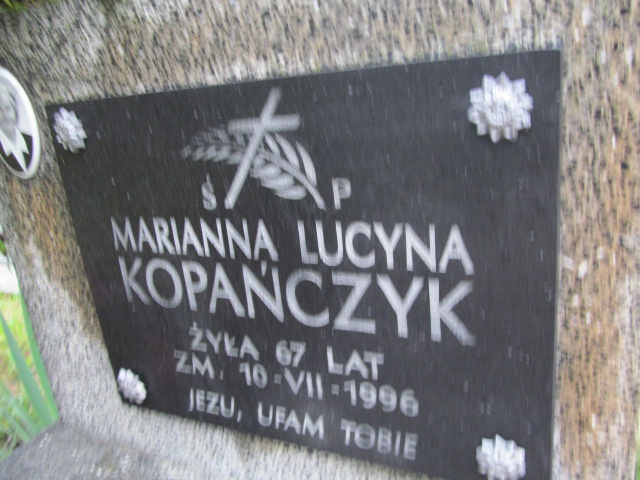 Ś P
MARIANNA LUCYNA
KOPAŃCZYK
ŻYŁA 67 LAT
ZM. 10-VII-1996
JEZU, UFAM TOBIE